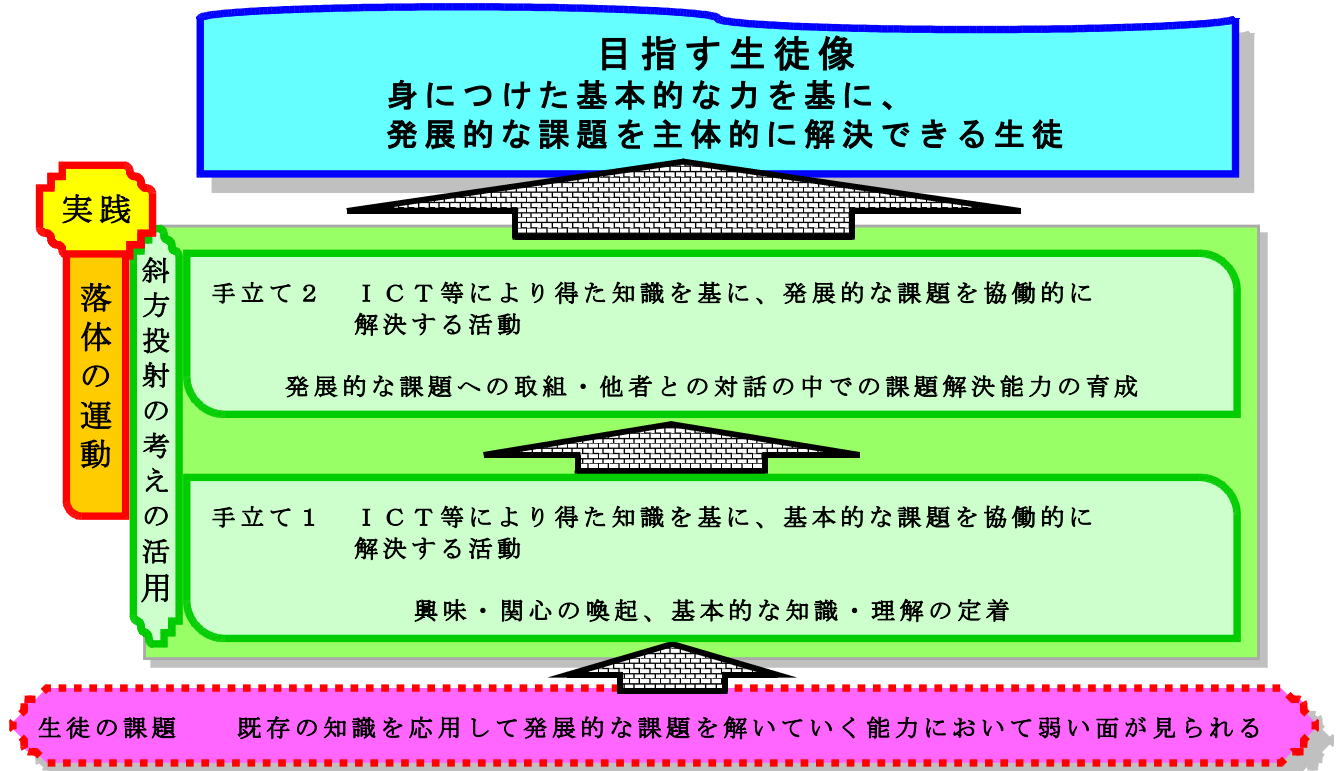 目指す生徒像
身につけた基本的な力を基に、
発展的な課題を主体的に解決できる生徒
実践
落体の運動
斜方投射の考えの活用
手立て２　ＩＣＴ等により得た知識を基に、発展的な課題を協働的に
解決する活動
発展的な課題への取組・他者との対話の中での課題解決能力の育成
手立て１　ＩＣＴ等により得た知識を基に、基本的な課題を協働的に
解決する活動
興味・関心の喚起、基本的な知識・理解の定着
生徒の課題　　既存の知識を応用して発展的な課題を解いていく能力において弱い面が見られる